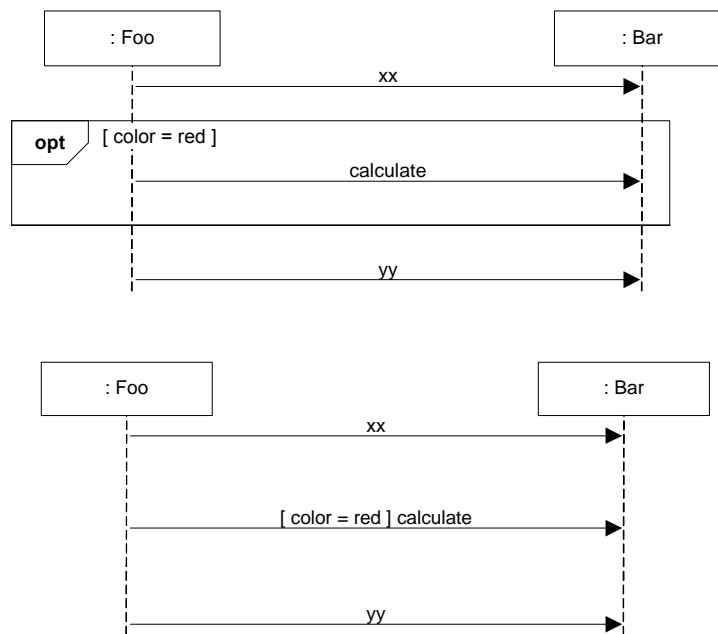 : Foo
: Bar
xx
opt
[ color = red ]
calculate
yy
: Foo
: Bar
xx
[ color = red ] calculate
yy